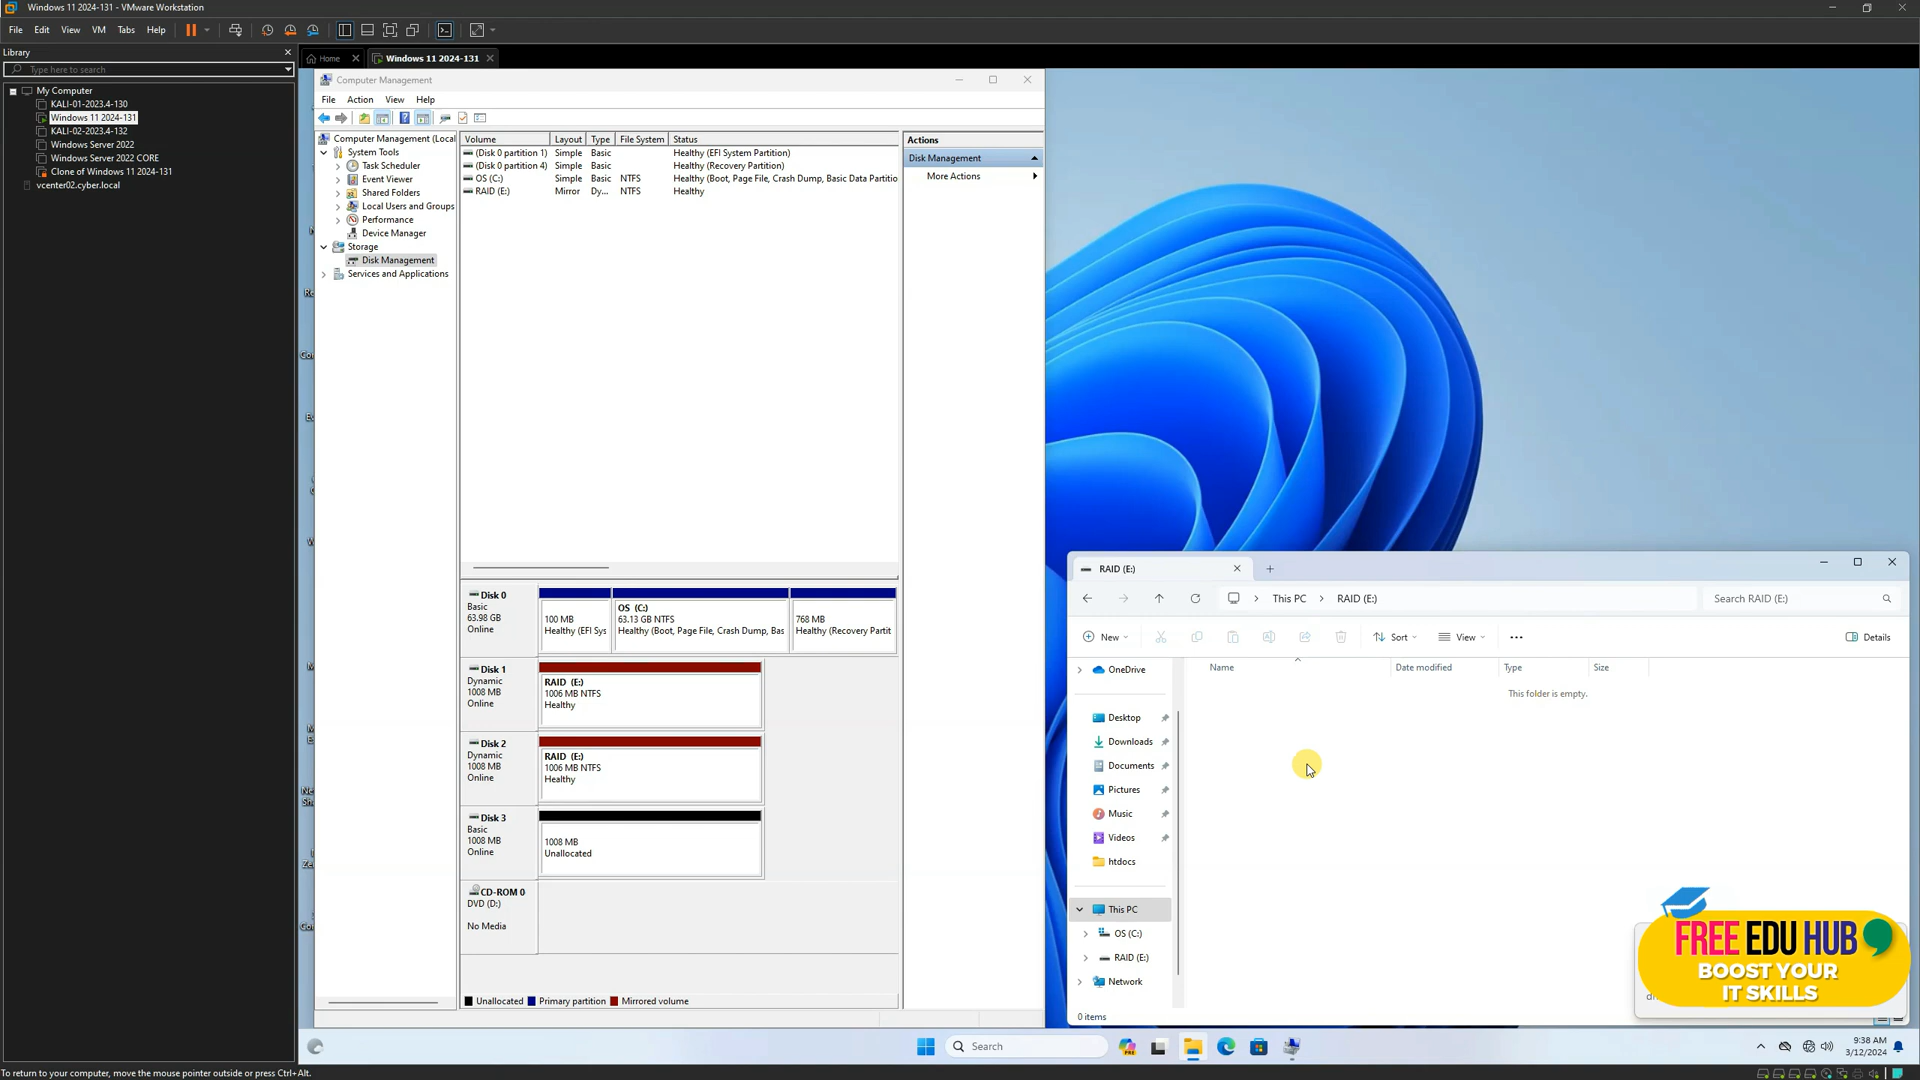 Windows 11 2024-131 - VMware Workstation
File Edit View VM Tabs Help
Library
Type here to search
My Computer
KALI-01-2023.4-130
Windows 11 2024-131
KALI-02-2023.4-132
Windows Server 2022
Windows Server 2022 CORE
Clone of Windows 11 2024-131
vcenter02.cyber.local
Home
Windows 11 2024-131
Computer Management
File Action View Help
Computer Management (Local
System Tools
Task Scheduler
Event Viewer
Shared Folders
Local Users and Groups
Performance
Device Manager
Storage
Disk Management
Services and Applications
Volume Layout Type File System Status
(Disk 0 partition 1) Simple Basic Healthy (EFI System Partition)
(Disk 0 partition 4) Simple Basic Healthy (Recovery Partition)
OS (C:) Simple Basic NTFS Healthy (Boot, Page File, Crash Dump, Basic Data Partitio
RAID (E:) Mirror Dy... NTFS Healthy
Actions
Disk Management
More Actions
Disk 0
Basic
63.98 GB
Online
100 MB
Healthy (EFI Sys
OS (C:)
63.13 GB NTFS
Healthy (Boot, Page File, Crash Dump, Bas
768 MB
Healthy (Recovery Partit
Disk 1
Dynamic
1008 MB
Online
RAID (E:)
1006 MB NTFS
Healthy
Disk 2
Dynamic
1008 MB
Online
RAID (E:)
1006 MB NTFS
Healthy
Disk 3
Basic
1008 MB
Online
1008 MB
Unallocated
CD-ROM 0
DVD (D:)
No Media
Unallocated Primary partition Mirrored volume
RAID (E:)
This PC RAID (E:)
Search RAID (E:)
New Sort View Details
Name Date modified Type Size
This folder is empty.
OneDrive
Desktop
Downloads
Documents
Pictures
Music
Videos
htdocs
This PC
OS (C:)
RAID (E:)
Network
0 items
FREE EDU HUB
BOOST YOUR
IT SKILLS
Search
9:38 AM
3/12/2024
To return to your computer, move the mouse pointer outside or press Ctrl+Alt.